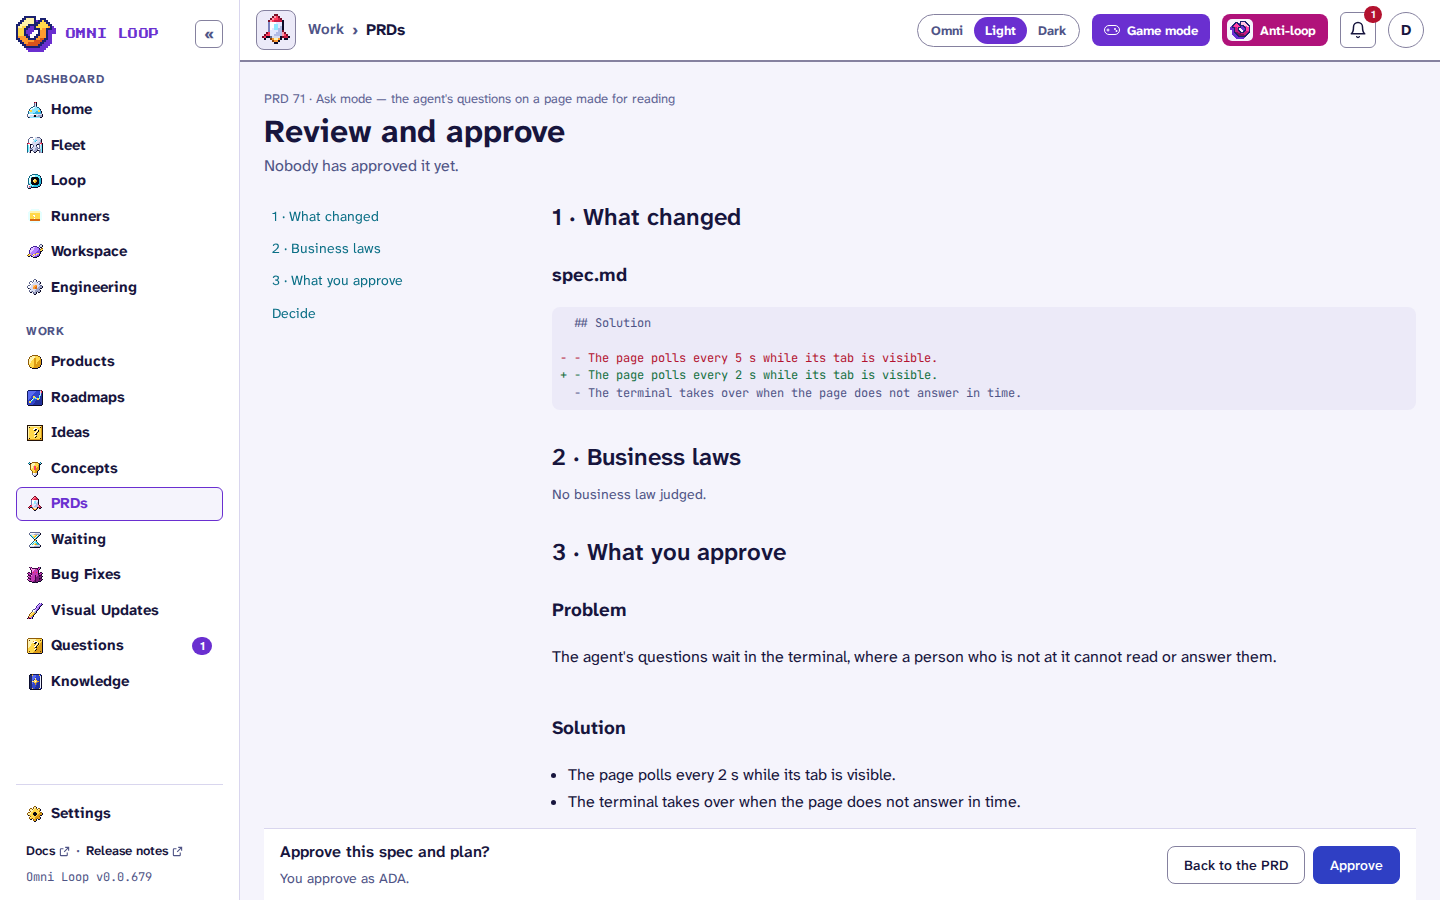 OMNI LOOP
«
DASHBOARD
Home
Fleet
Loop
Runners
Workspace
Engineering
WORK
Products
Roadmaps
Ideas
Concepts
PRDs
Waiting
Bug Fixes
Visual Updates
Questions 1
Knowledge
Settings
Docs · Release notes
Omni Loop v0.0.679
Work › PRDs
Omni Light Dark
Game mode
Anti-loop
1
D
PRD 71 · Ask mode — the agent's questions on a page made for reading
Review and approve
Nobody has approved it yet.
1 · What changed
2 · Business laws
3 · What you approve
Decide
1 · What changed
spec.md
## Solution
- - The page polls every 5 s while its tab is visible.
+ - The page polls every 2 s while its tab is visible.
- The terminal takes over when the page does not answer in time.
2 · Business laws
No business law judged.
3 · What you approve
Problem
The agent's questions wait in the terminal, where a person who is not at it cannot read or answer them.
Solution
• The page polls every 2 s while its tab is visible.
• The terminal takes over when the page does not answer in time.
Approve this spec and plan?
You approve as ADA.
Back to the PRD
Approve